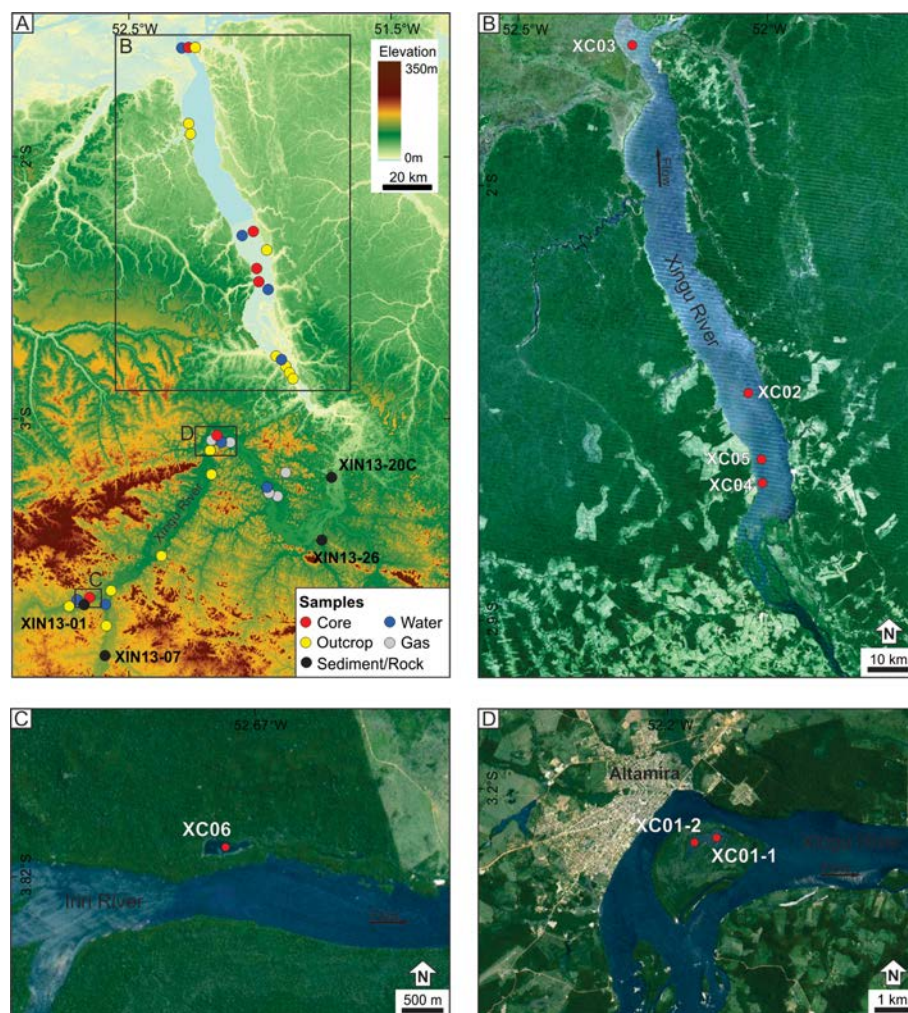 A
52.5°W
51.5°W
B
Elevation
350m
0m
20 km
2°S
3°S
D
XIN13-20C
Xingu River
XIN13-26
C
XIN13-01
XIN13-07
Samples
Core
Water
Outcrop
Gas
Sediment/Rock
N
B
52.5°W
52°W
XC03
Flow
2°S
Xingu River
XC02
XC05
XC04
N
10 km
C
52.67°W
XC06
3.82°S
Iriri River
N
500 m
D
52.2°W
3.2°S
Altamira
XC01-2
XC01-1
Xingu River
N
1 km